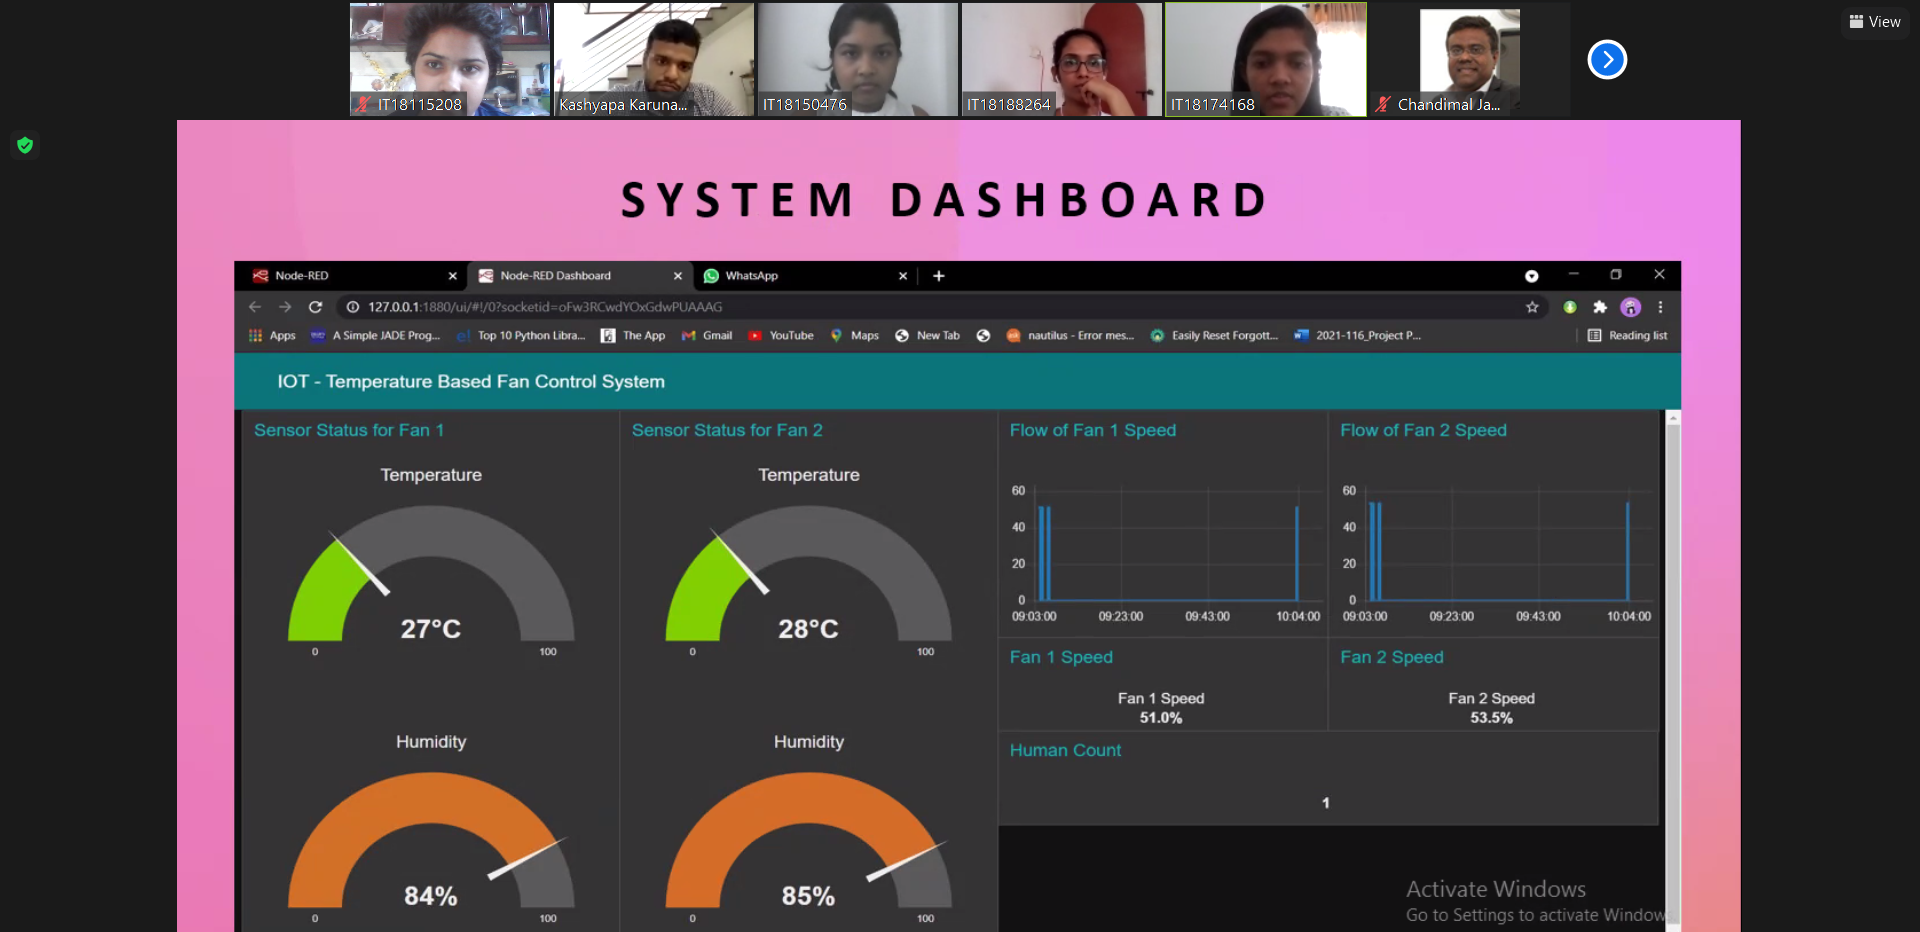 View
IT18115208
Kashyapa Karuna...
IT18150476
IT18188264
IT18174168
Chandimal Ja...
SYSTEM DASHBOARD
Node-RED
Node-RED Dashboard
WhatsApp
127.0.0.1:1880/ui/#!/0?socketid=oFw3RCwdYOxGdwPUAAAG
Apps
A Simple JADE Prog...
Top 10 Python Libra...
The App
Gmail
YouTube
Maps
New Tab
nautilus - Error mes...
Easily Reset Forgott...
2021-116_Project P...
Reading list
IOT - Temperature Based Fan Control System
Sensor Status for Fan 1
Temperature
27°C
0
100
Humidity
84%
0
100
Sensor Status for Fan 2
Temperature
28°C
0
100
Humidity
85%
0
100
Flow of Fan 1 Speed
60
40
20
0
09:03:00
09:23:00
09:43:00
10:04:00
Flow of Fan 2 Speed
60
40
20
0
09:03:00
09:23:00
09:43:00
10:04:00
Fan 1 Speed
Fan 1 Speed
51.0%
Fan 2 Speed
Fan 2 Speed
53.5%
Human Count
1
Activate Windows
Go to Settings to activate Windows